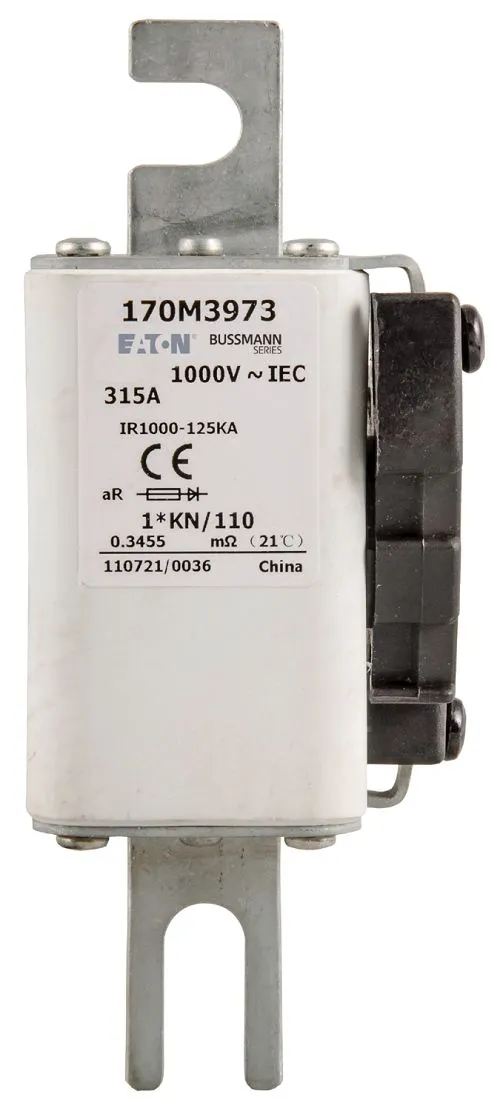 170M3973
EATON BUSSMANN
SERIES
1000V ~ IEC
315A
IR1000-125KA
CE
aR
1*KN/110
0.3455 mΩ (21℃)
110721/0036 China